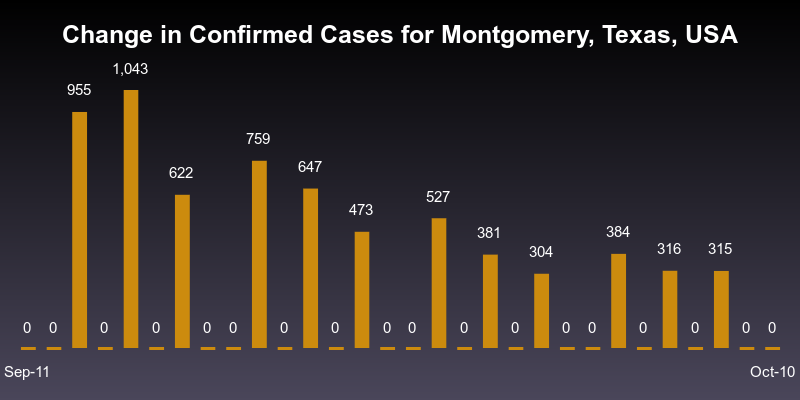 Change in Confirmed Cases for Montgomery, Texas, USA
0 0 955 0 1,043 0 622 0 0 759 0 647 0 473 0 0 527 0 381 0 304 0 0 384 0 316 0 315 0 0
Sep-11 Oct-10